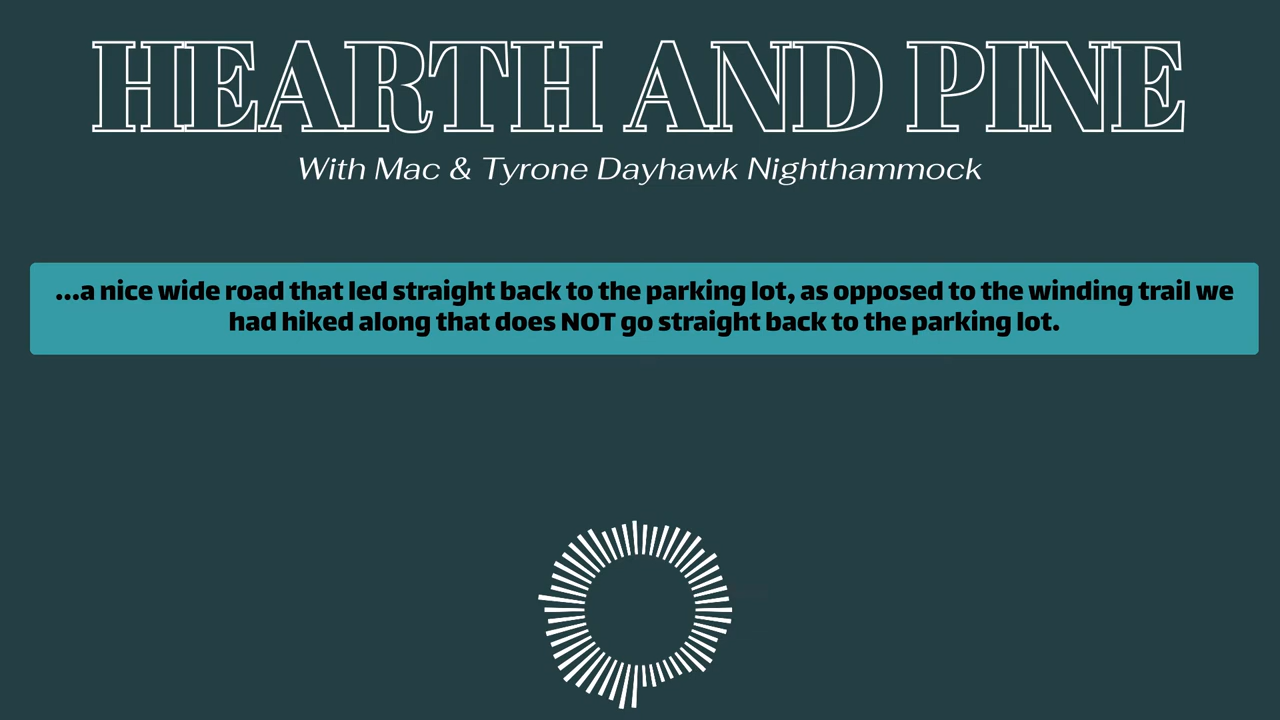 HEARTH AND PINE
With Mac & Tyrone Dayhawk Nighthammock
...a nice wide road that led straight back to the parking lot, as opposed to the winding trail we
had hiked along that does NOT go straight back to the parking lot.